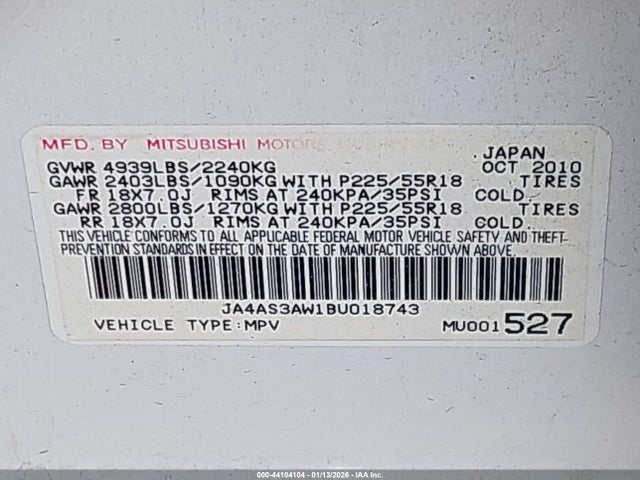 MFD. BY MITSUBISHI MOTORS
JAPAN
GVWR 4939LBS/2240KG OCT 2010
GAWR 2403LBS/1090KG WITH P225/55R18 TIRES
FR 18X7.0J RIMS AT 240KPA/35PSI COLD.
GAWR 2800LBS/1270KG WITH P225/55R18 TIRES
RR 18X7.0J RIMS AT 240KPA/35PSI COLD.
THIS VEHICLE CONFORMS TO ALL APPLICABLE FEDERAL MOTOR VEHICLE SAFETY AND THEFT
PREVENTION STANDARDS IN EFFECT ON THE DATE OF MANUFACTURE SHOWN ABOVE.
JA4AS3AW1BU018743
VEHICLE TYPE:MPV MU001 527
000-44104104 - 01/13/2026 - IAA Inc.